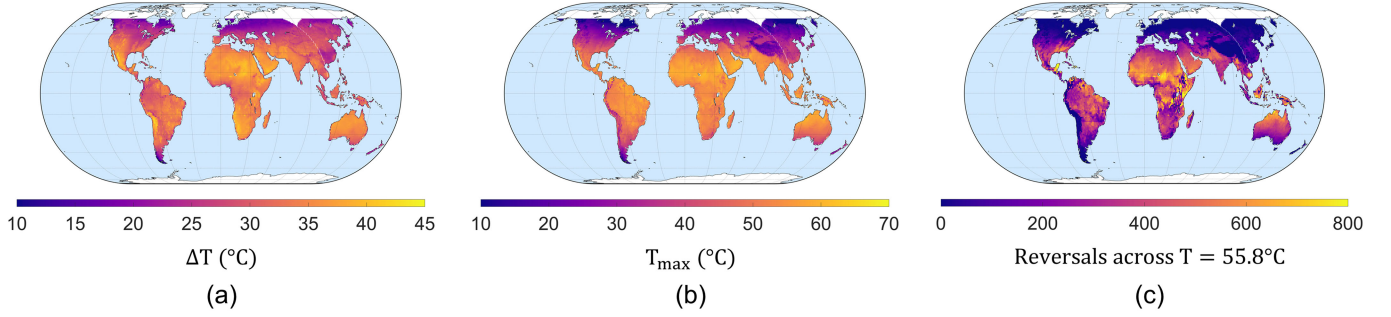 10 15 20 25 30 35 40 45
ΔT (°C)
(a)
10 20 30 40 50 60 70
T_max (°C)
(b)
0 200 400 600 800
Reversals across T = 55.8°C
(c)